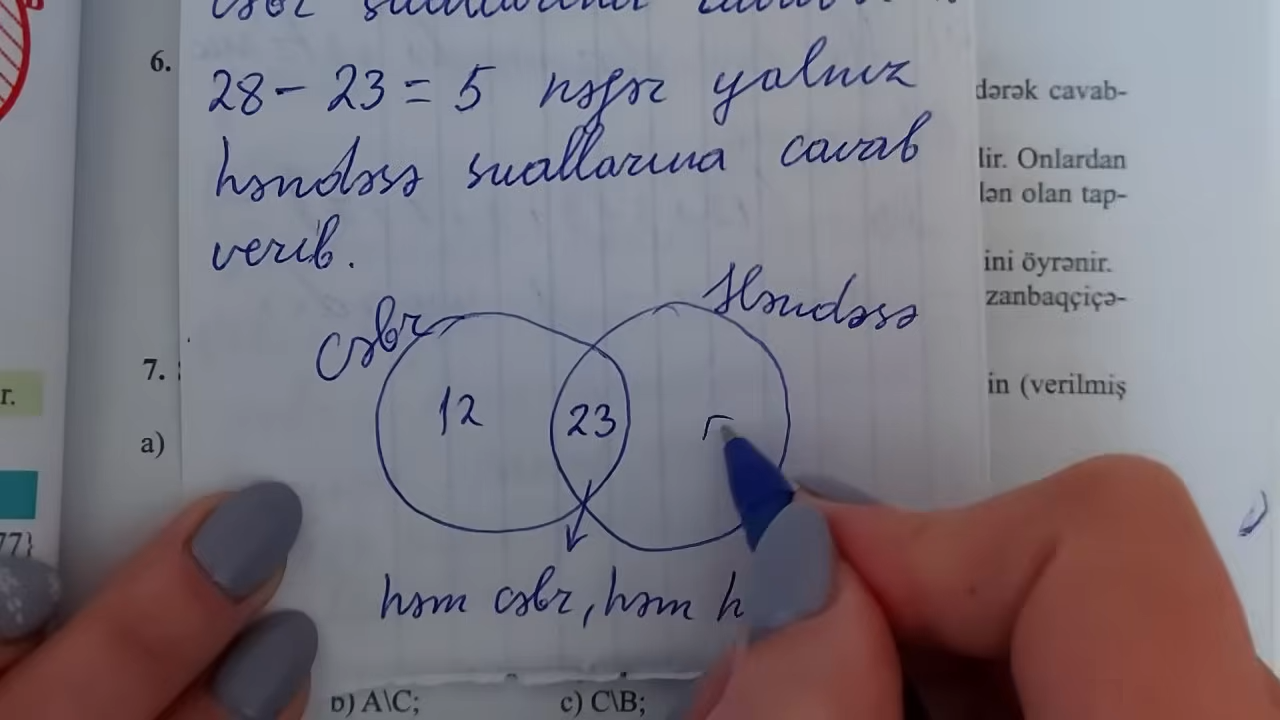 6.
28 - 23 = 5 nəfər yalnız
həndəsə suallarına cavab
verib.
Cəbr
Həndəsə
12
23
həm cəbr, həm h
dərək cavab-
lir. Onlardan
lən olan tap-
ini öyrənir.
zanbaqçiçə-
7.
in (verilmiş
a)
r.
77}
b) A\C;
c) C\B;